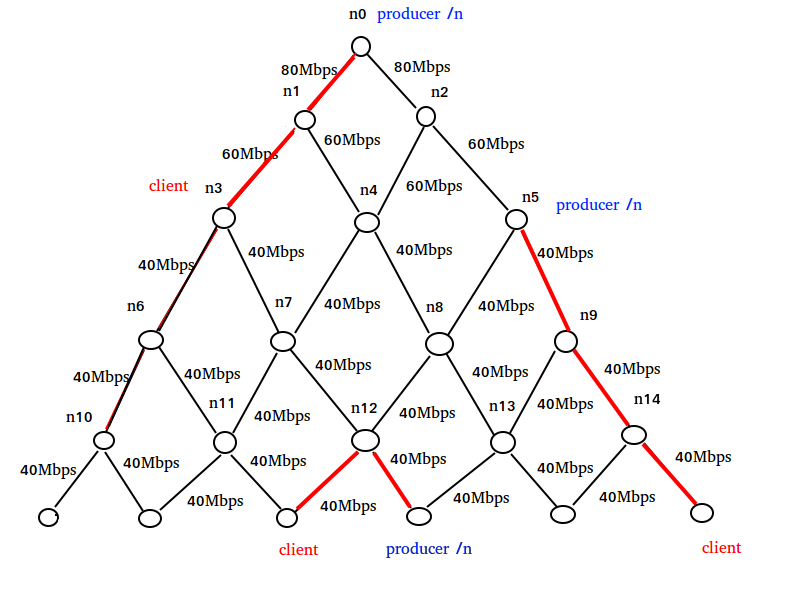 n0 producer /n
80Mbps 80Mbps
n1 n2
60Mbps 60Mbps 60Mbps
client n3 n4 60Mbps n5 producer /n
40Mbps 40Mbps 40Mbps 40Mbps
n6 n7 40Mbps n8 40Mbps n9
40Mbps 40Mbps 40Mbps 40Mbps 40Mbps
n10 n11 40Mbps n12 40Mbps n13 40Mbps n14
40Mbps 40Mbps 40Mbps 40Mbps 40Mbps 40Mbps
40Mbps 40Mbps 40Mbps 40Mbps
client producer /n client